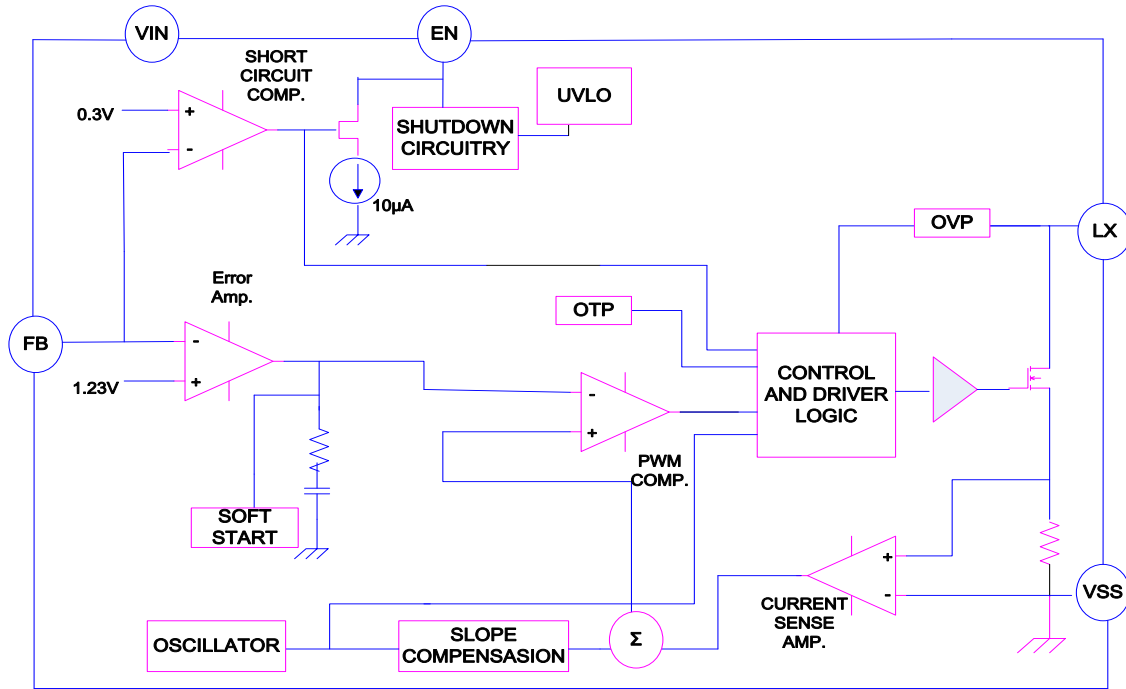 VIN
EN
SHORT
CIRCUIT
COMP.
UVLO
0.3V
+
-
SHUTDOWN
CIRCUITRY
10µA
OVP
LX
Error
Amp.
OTP
FB
-
+
1.23V
CONTROL
AND DRIVER
LOGIC
-
+
PWM
COMP.
SOFT
START
+
-
CURRENT
SENSE
AMP.
VSS
OSCILLATOR
SLOPE
COMPENSASION
Σ